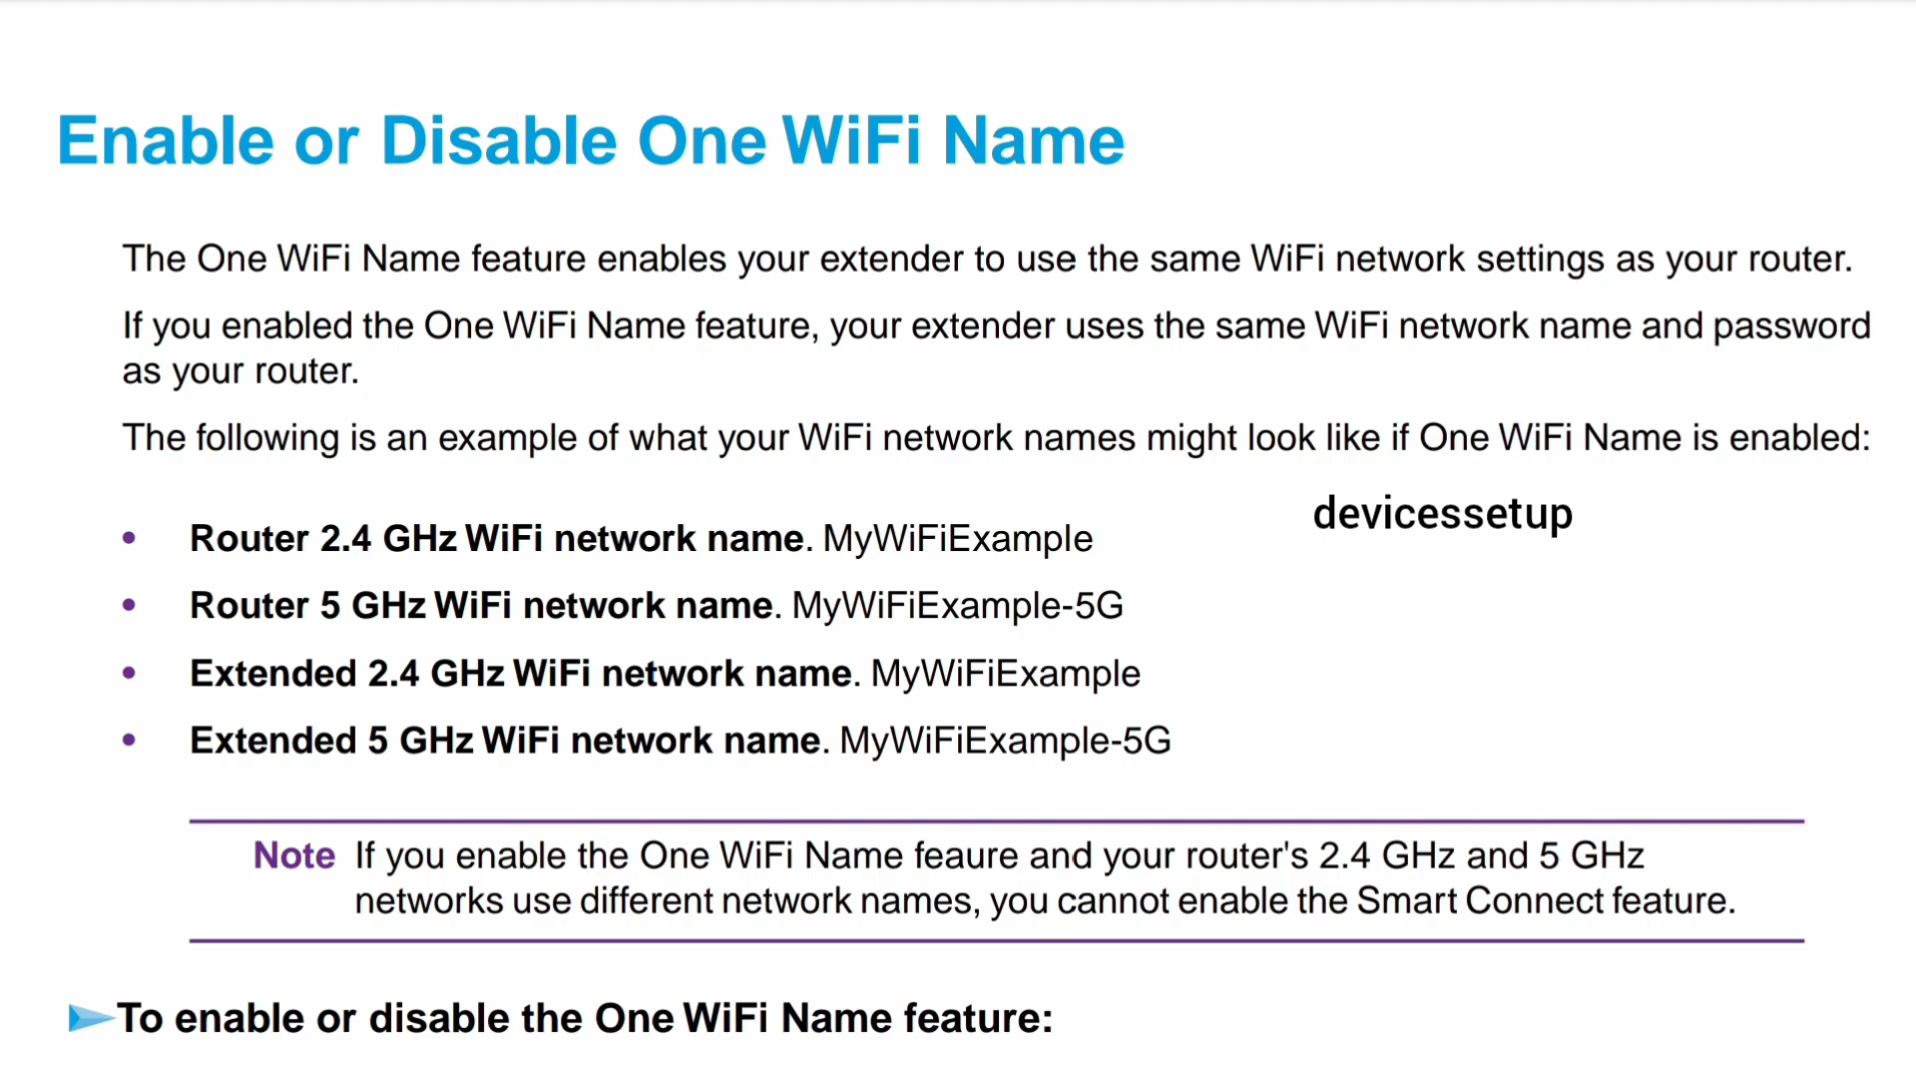 Enable or Disable One WiFi Name
The One WiFi Name feature enables your extender to use the same WiFi network settings as your router.
If you enabled the One WiFi Name feature, your extender uses the same WiFi network name and password
as your router.
The following is an example of what your WiFi network names might look like if One WiFi Name is enabled:
devicessetup
• Router 2.4 GHz WiFi network name. MyWiFiExample
• Router 5 GHz WiFi network name. MyWiFiExample-5G
• Extended 2.4 GHz WiFi network name. MyWiFiExample
• Extended 5 GHz WiFi network name. MyWiFiExample-5G
Note If you enable the One WiFi Name feaure and your router's 2.4 GHz and 5 GHz
networks use different network names, you cannot enable the Smart Connect feature.
To enable or disable the One WiFi Name feature: